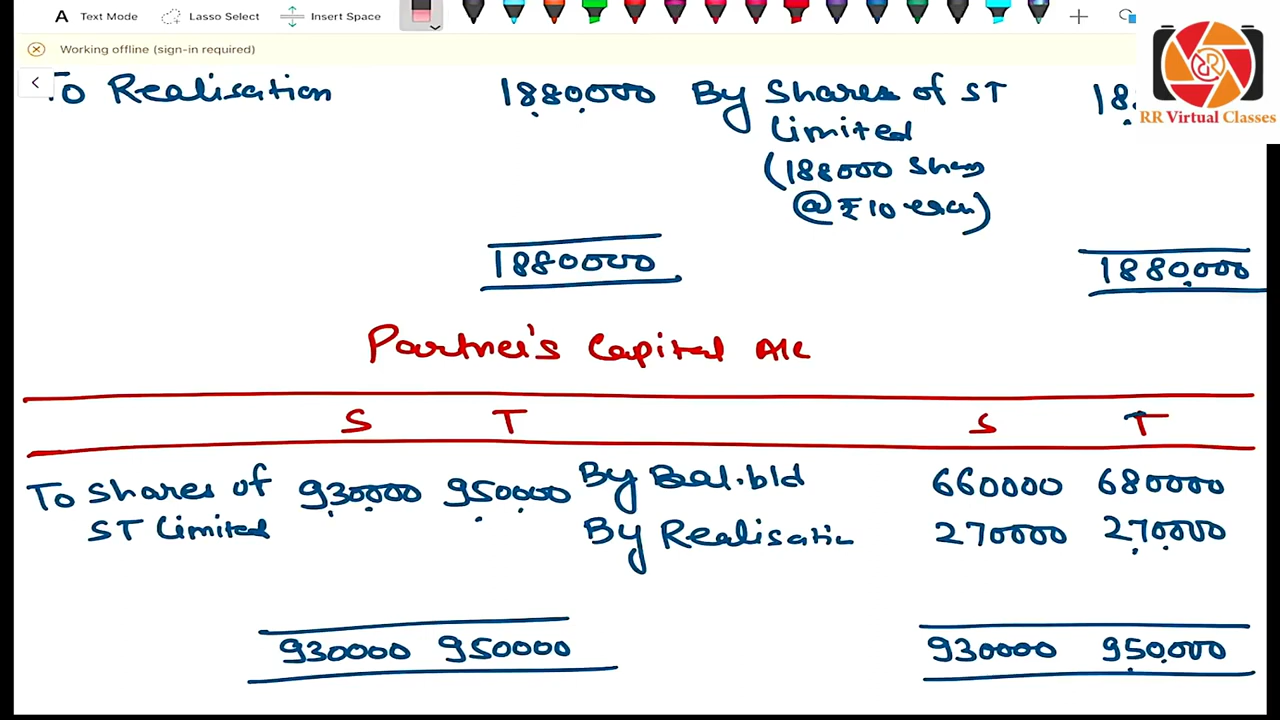 A Text Mode Lasso Select Insert Space
Working offline (sign-in required)
RR Virtual Classes
To Realisation 1880000 By Shares of ST
Limited
(188000 Shares
@ ₹10 each)
1880000 1880000
Partner's Capital A/c
S T S T
To Shares of 930000 950000 By Bal. b/d 660000 680000
ST Limited By Realisation 270000 270000
930000 950000 930000 950000